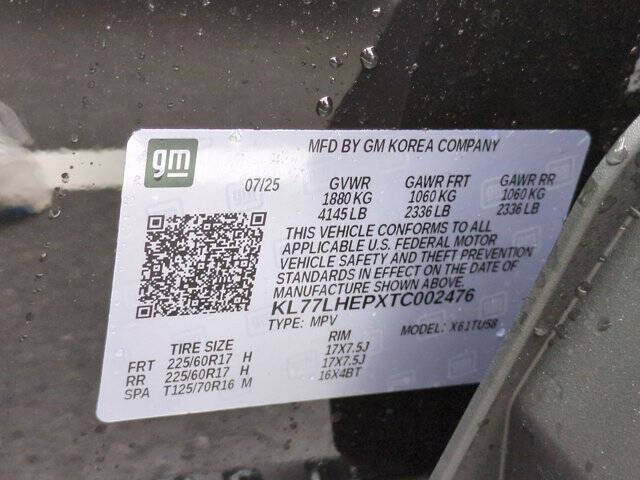 gm
MFD BY GM KOREA COMPANY
07/25 GVWR GAWR FRT GAWR RR
1880 KG 1060 KG 1060 KG
4145 LB 2336 LB 2336 LB
THIS VEHICLE CONFORMS TO ALL
APPLICABLE U.S. FEDERAL MOTOR
VEHICLE SAFETY AND THEFT PREVENTION
STANDARDS IN EFFECT ON THE DATE OF
MANUFACTURE SHOWN ABOVE.
KL77LHEPXTC002476
TYPE: MPV MODEL: X61TU58
TIRE SIZE RIM
FRT 225/60R17 H 17X7.5J
RR 225/60R17 H 17X7.5J
SPA T125/70R16 M 16X4BT